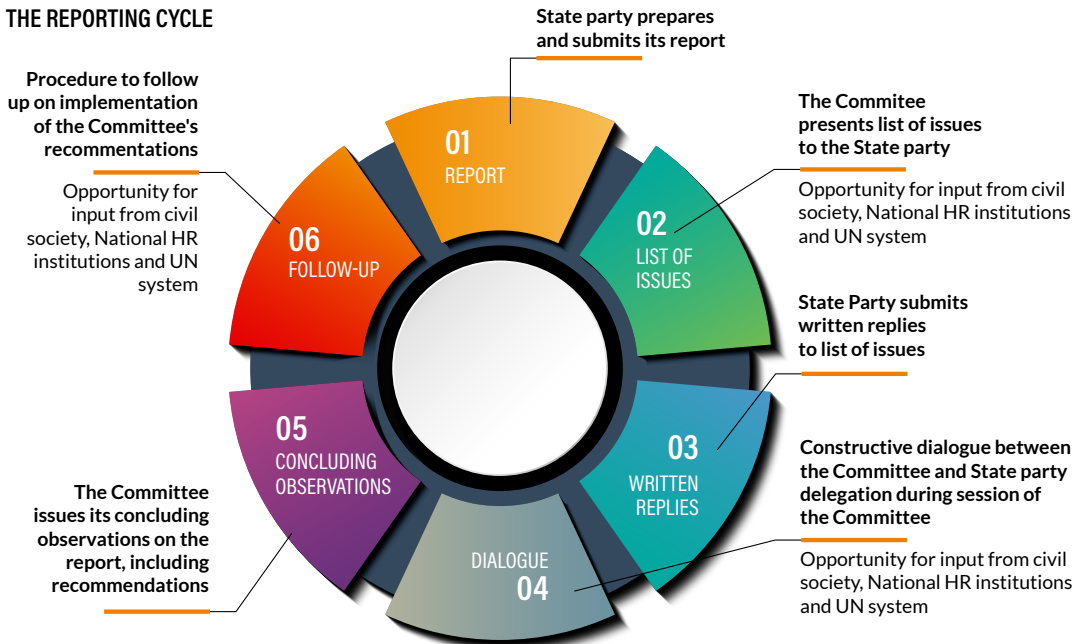 THE REPORTING CYCLE
State party prepares
and submits its report
01
REPORT
The Commitee
presents list of issues
to the State party
Opportunity for input from civil
society, National HR institutions
and UN system
02
LIST OF
ISSUES
State Party submits
written replies
to list of issues
03
WRITTEN
REPLIES
Constructive dialogue between
the Committee and State party
delegation during session of
the Committee
Opportunity for input from civil
society, National HR institutions
and UN system
DIALOGUE
04
The Committee
issues its concluding
observations on the
report, including
recommendations
05
CONCLUDING
OBSERVATIONS
Procedure to follow
up on implementation
of the Committee's
recommentations
Opportunity for
input from civil
society, National HR
institutions and UN
system
06
FOLLOW-UP